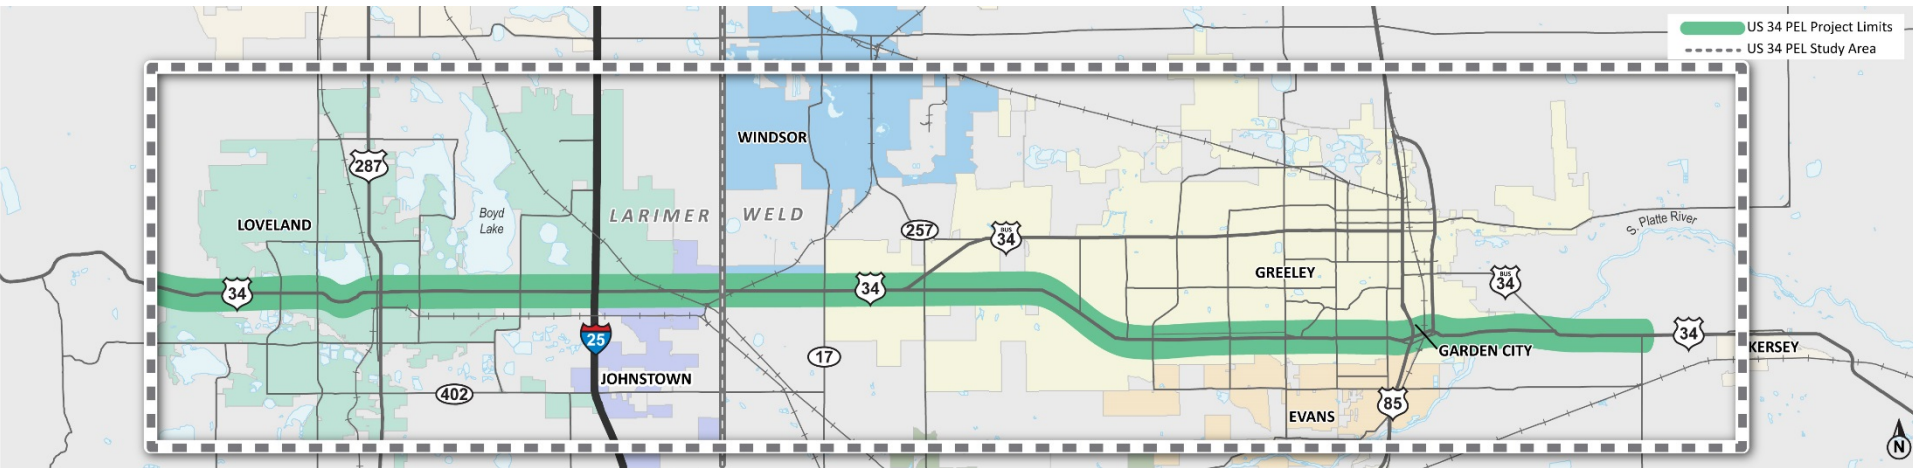 US 34 PEL Project Limits
US 34 PEL Study Area
WINDSOR
287
LOVELAND
Boyd
Lake
LARIMER
WELD
257
BUS
34
S. Platte River
GREELEY
BUS
34
34
34
25
34
17
GARDEN CITY
KERSEY
JOHNSTOWN
402
85
EVANS
N